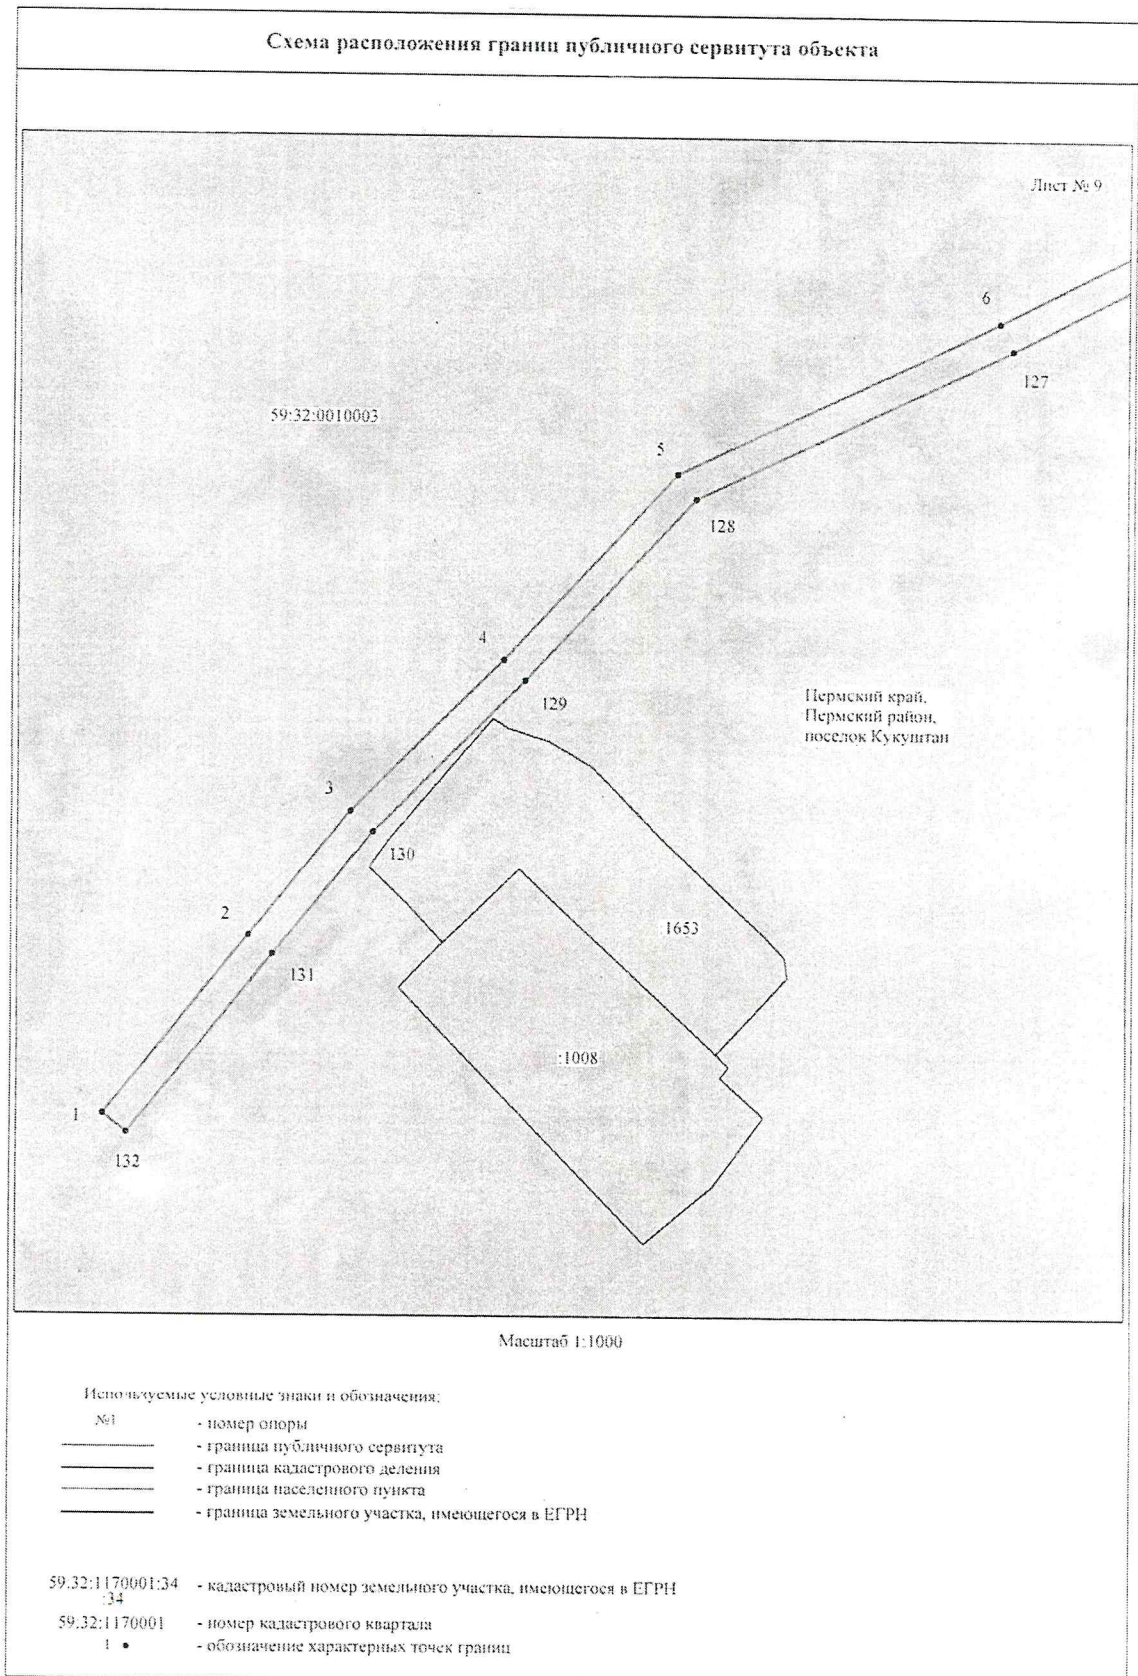 Схема расположения границ публичного сервитута объекта
Лист № 9
6
127
59:32:0010003
5
128
4
129
Пермский край,
Пермский район,
поселок Кукуштан
3
130
2
1653
131
:1008
1
132
Масштаб 1:1000
Используемые условные знаки и обозначения:
№1 - номер опоры
- граница публичного сервитута
- граница кадастрового деления
- граница населенного пункта
- граница земельного участка, имеющегося в ЕГРН
59:32:1170001:34 - кадастровый номер земельного участка, имеющегося в ЕГРН
:34
59:32:1170001 - номер кадастрового квартала
1 • - обозначение характерных точек границ